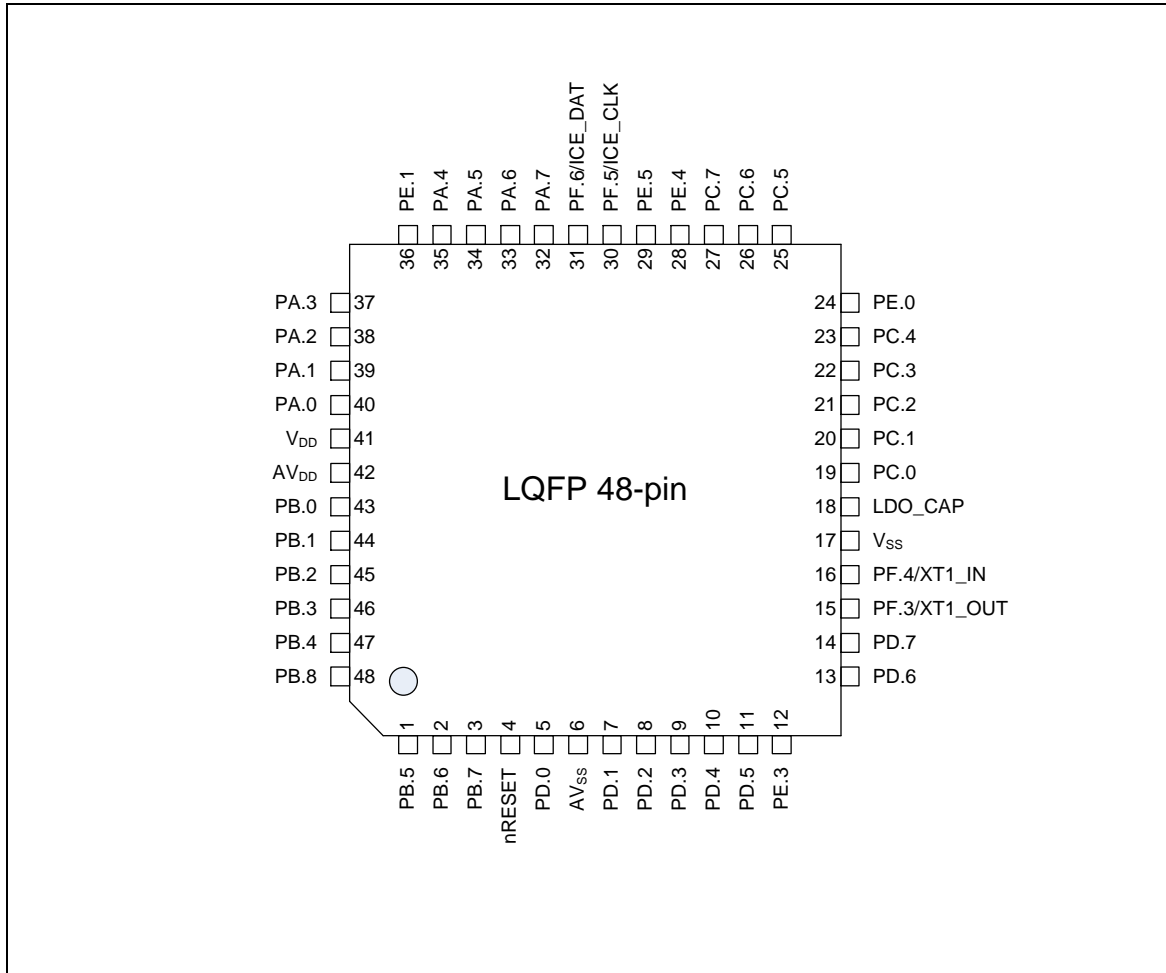 PE.1
PA.4
PA.5
PA.6
PA.7
PF.6/ICE_DAT
PF.5/ICE_CLK
PE.5
PE.4
PC.7
PC.6
PC.5
36
35
34
33
32
31
30
29
28
27
26
25
PA.3 37
PA.2 38
PA.1 39
PA.0 40
VDD 41
AVDD 42
PB.0 43
PB.1 44
PB.2 45
PB.3 46
PB.4 47
PB.8 48
LQFP 48-pin
24 PE.0
23 PC.4
22 PC.3
21 PC.2
20 PC.1
19 PC.0
18 LDO_CAP
17 VSS
16 PF.4/XT1_IN
15 PF.3/XT1_OUT
14 PD.7
13 PD.6
1
2
3
4
5
6
7
8
9
10
11
12
PB.5
PB.6
PB.7
nRESET
PD.0
AVSS
PD.1
PD.2
PD.3
PD.4
PD.5
PE.3